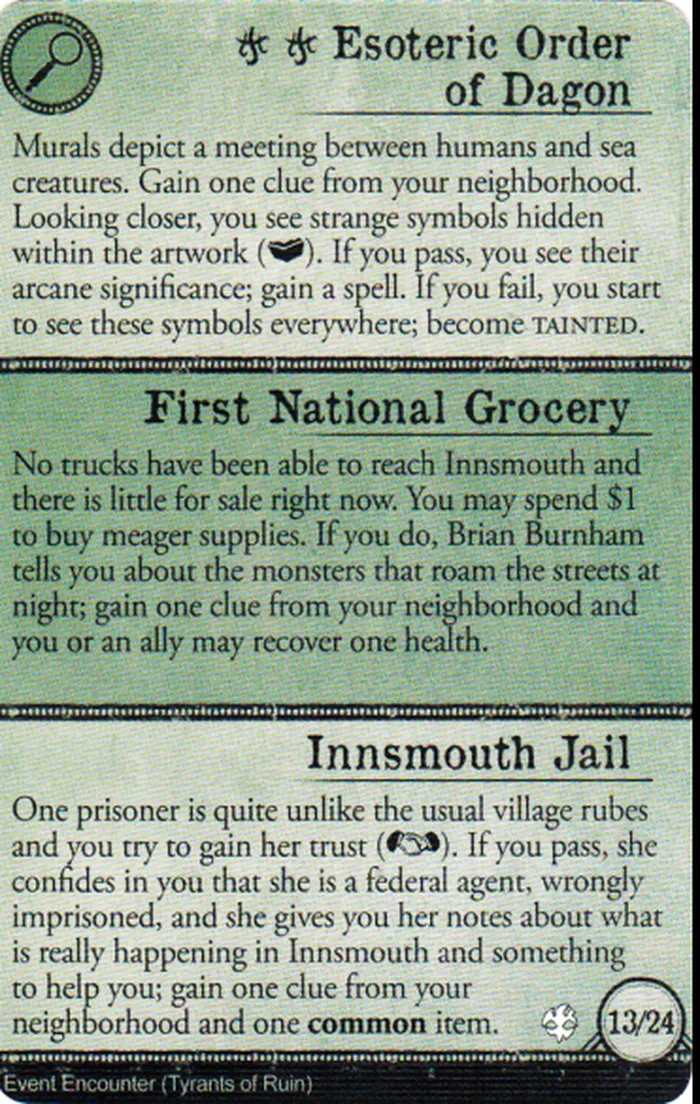 Esoteric Order
of Dagon
Murals depict a meeting between humans and sea
creatures. Gain one clue from your neighborhood.
Looking closer, you see strange symbols hidden
within the artwork ( ). If you pass, you see their
arcane significance; gain a spell. If you fail, you start
to see these symbols everywhere; become TAINTED.
First National Grocery
No trucks have been able to reach Innsmouth and
there is little for sale right now. You may spend $1
to buy meager supplies. If you do, Brian Burnham
tells you about the monsters that roam the streets at
night; gain one clue from your neighborhood and
you or an ally may recover one health.
Innsmouth Jail
One prisoner is quite unlike the usual village rubes
and you try to gain her trust ( ). If you pass, she
confides in you that she is a federal agent, wrongly
imprisoned, and she gives you her notes about what
is really happening in Innsmouth and something
to help you; gain one clue from your
neighborhood and one common item.
13/24
Event Encounter (Tyrants of Ruin)